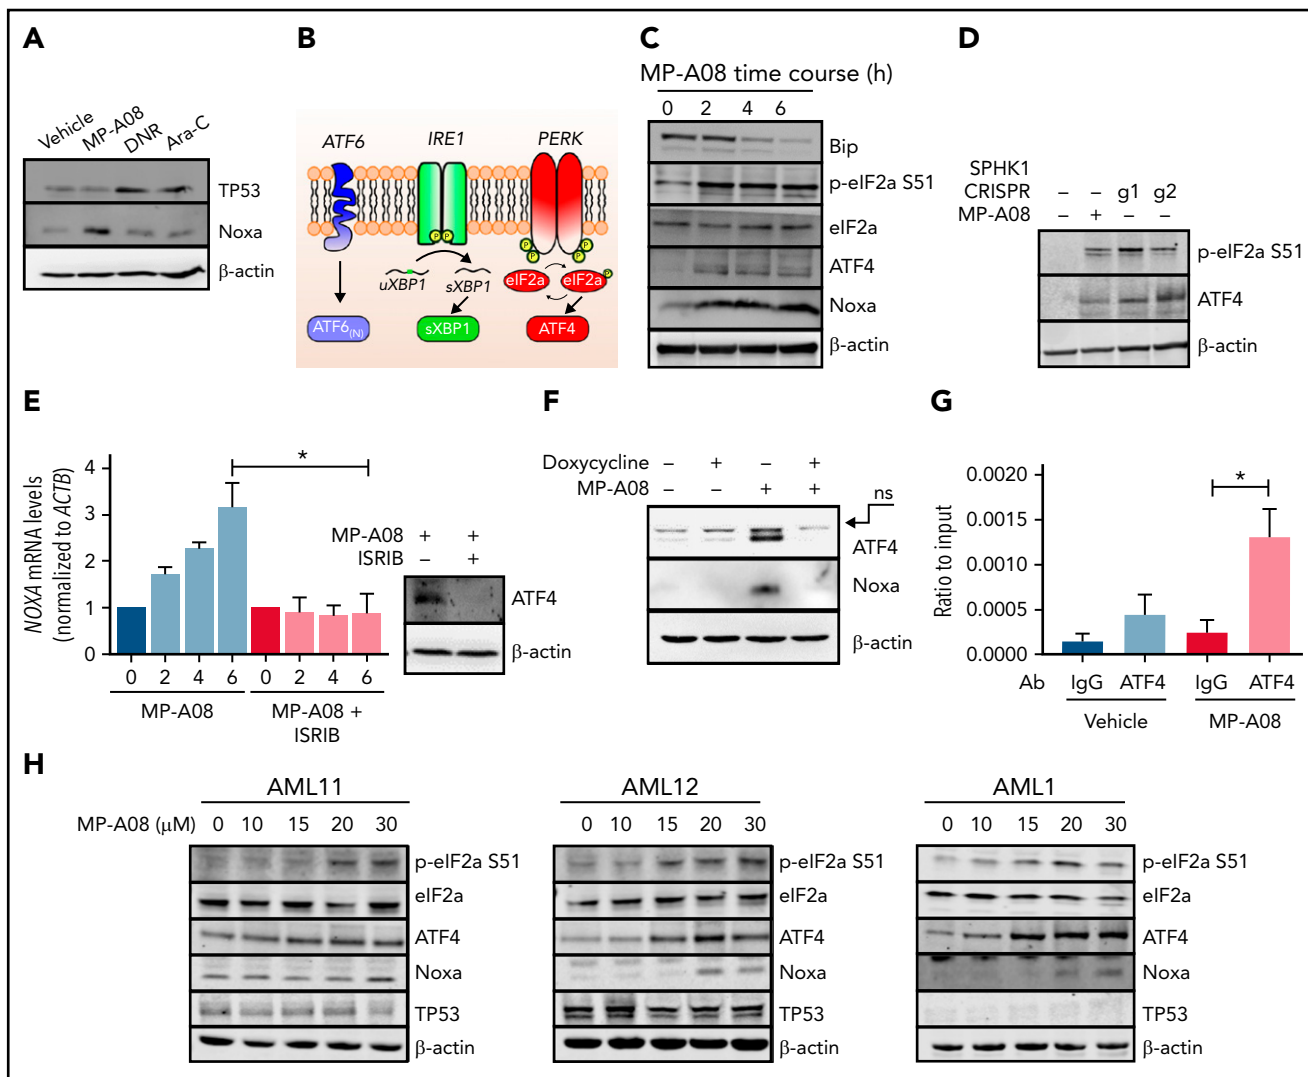 A
Vehicle MP-A08 DNR Ara-C
TP53
Noxa
β-actin
B
ATF6 IRE1 PERK
P P
P P P P
uXBP1 sXBP1 eIF2a eIF2a P
ATF6(N) sXBP1 ATF4
C
MP-A08 time course (h)
0 2 4 6
Bip
p-eIF2a S51
eIF2a
ATF4
Noxa
β-actin
D
SPHK1
CRISPR – – g1 g2
MP-A08 – + – –
p-eIF2a S51
ATF4
β-actin
E
NOXA mRNA levels
(normalized to ACTB)
4
3
2
1
0
*
0 2 4 6 0 2 4 6
MP-A08 MP-A08 +
ISRIB
MP-A08 + +
ISRIB – +
ATF4
β-actin
F
Doxycycline – + – +
MP-A08 – – + +
ns
ATF4
Noxa
β-actin
G
Ratio to input
0.0020
0.0015
0.0010
0.0005
0.0000
*
Ab IgG ATF4 IgG ATF4
Vehicle MP-A08
H
AML11
MP-A08 (μM) 0 10 15 20 30
p-eIF2a S51
eIF2a
ATF4
Noxa
TP53
β-actin
AML12
0 10 15 20 30
p-eIF2a S51
eIF2a
ATF4
Noxa
TP53
β-actin
AML1
0 10 15 20 30
p-eIF2a S51
eIF2a
ATF4
Noxa
TP53
β-actin